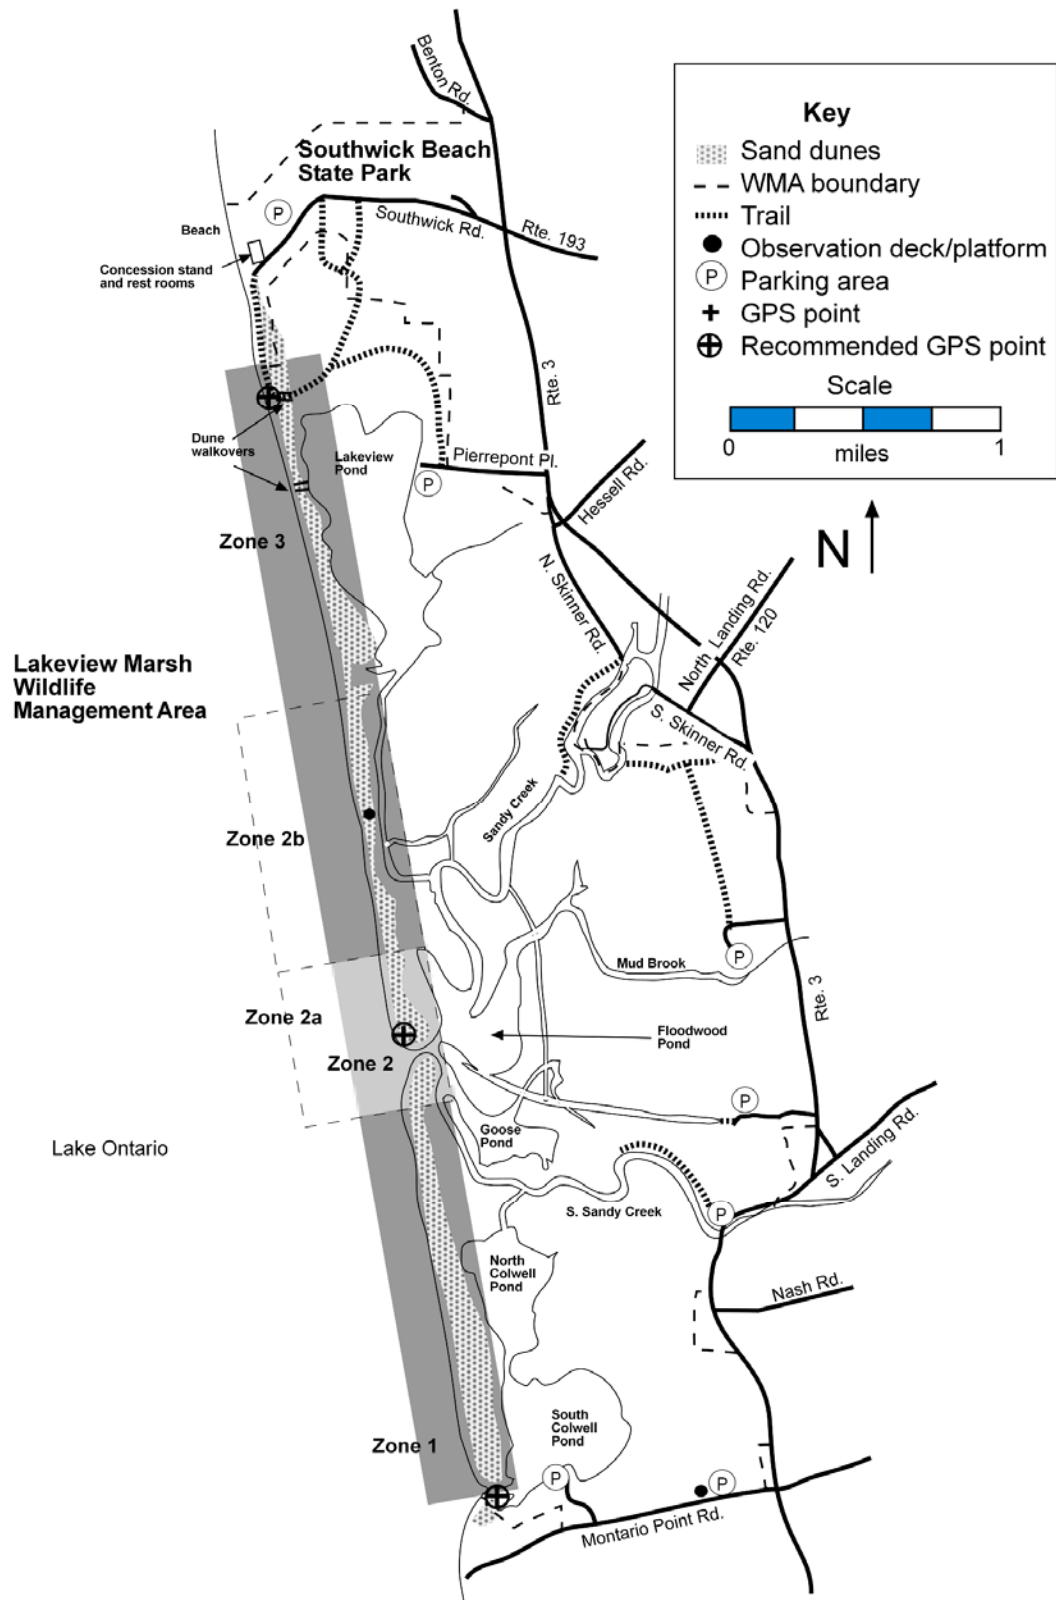 Benton Rd.
Southwick Beach
State Park
P
Southwick Rd.
Rte. 193
Beach
Concession stand
and rest rooms
Key
Sand dunes
WMA boundary
Trail
Observation deck/platform
P
Parking area
GPS point
Recommended GPS point
Scale
0
1
miles
N
Rte. 3
Dune
walkovers
Lakeview
Pond
Pierrepont Pl.
P
Hessell Rd.
Zone 3
N. Skinner Rd.
North Landing Rd.
Rte. 120
Lakeview Marsh
Wildlife
Management Area
S. Skinner Rd.
Sandy Creek
Zone 2b
Mud Brook
P
Rte. 3
Zone 2a
Floodwood
Pond
Zone 2
P
Goose
Pond
Lake Ontario
S. Landing Rd.
S. Sandy Creek
P
North
Colwell
Pond
Nash Rd.
South
Colwell
Pond
Zone 1
P
P
Montario Point Rd.